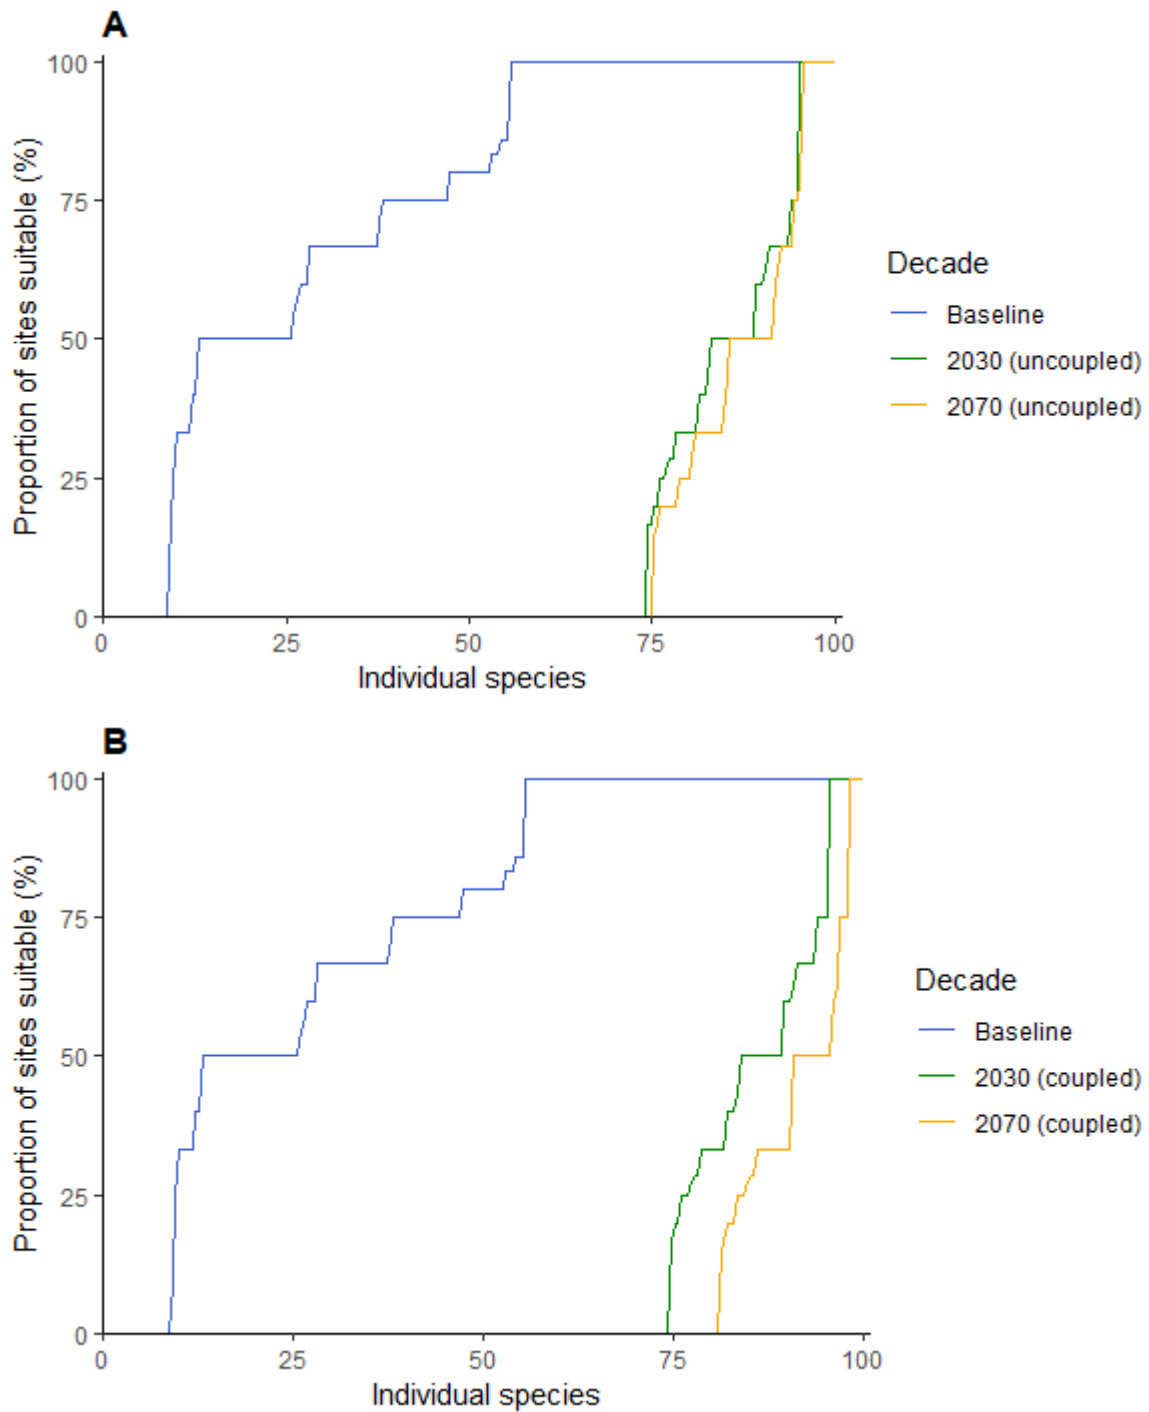 A
Proportion of sites suitable (%)
100
75
50
25
0
0 25 50 75 100
Individual species
Decade
Baseline
2030 (uncoupled)
2070 (uncoupled)
B
Proportion of sites suitable (%)
100
75
50
25
0
0 25 50 75 100
Individual species
Decade
Baseline
2030 (coupled)
2070 (coupled)